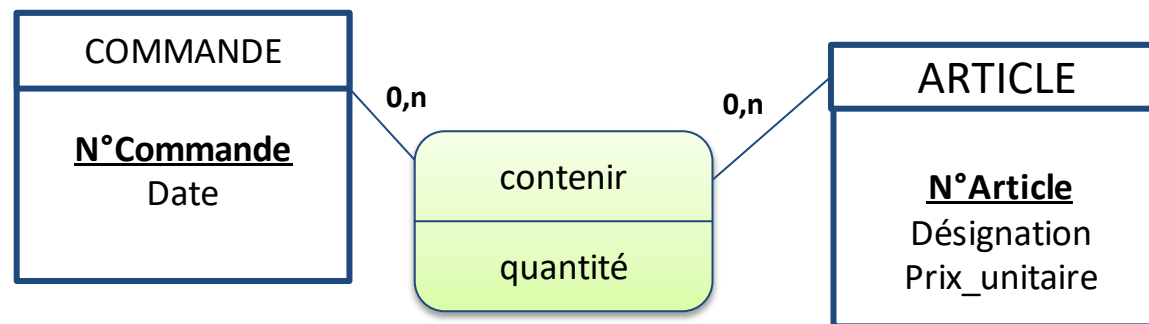 COMMANDE
N°Commande
Date
0,n
contenir
quantité
0,n
ARTICLE
N°Article
Désignation
Prix_unitaire